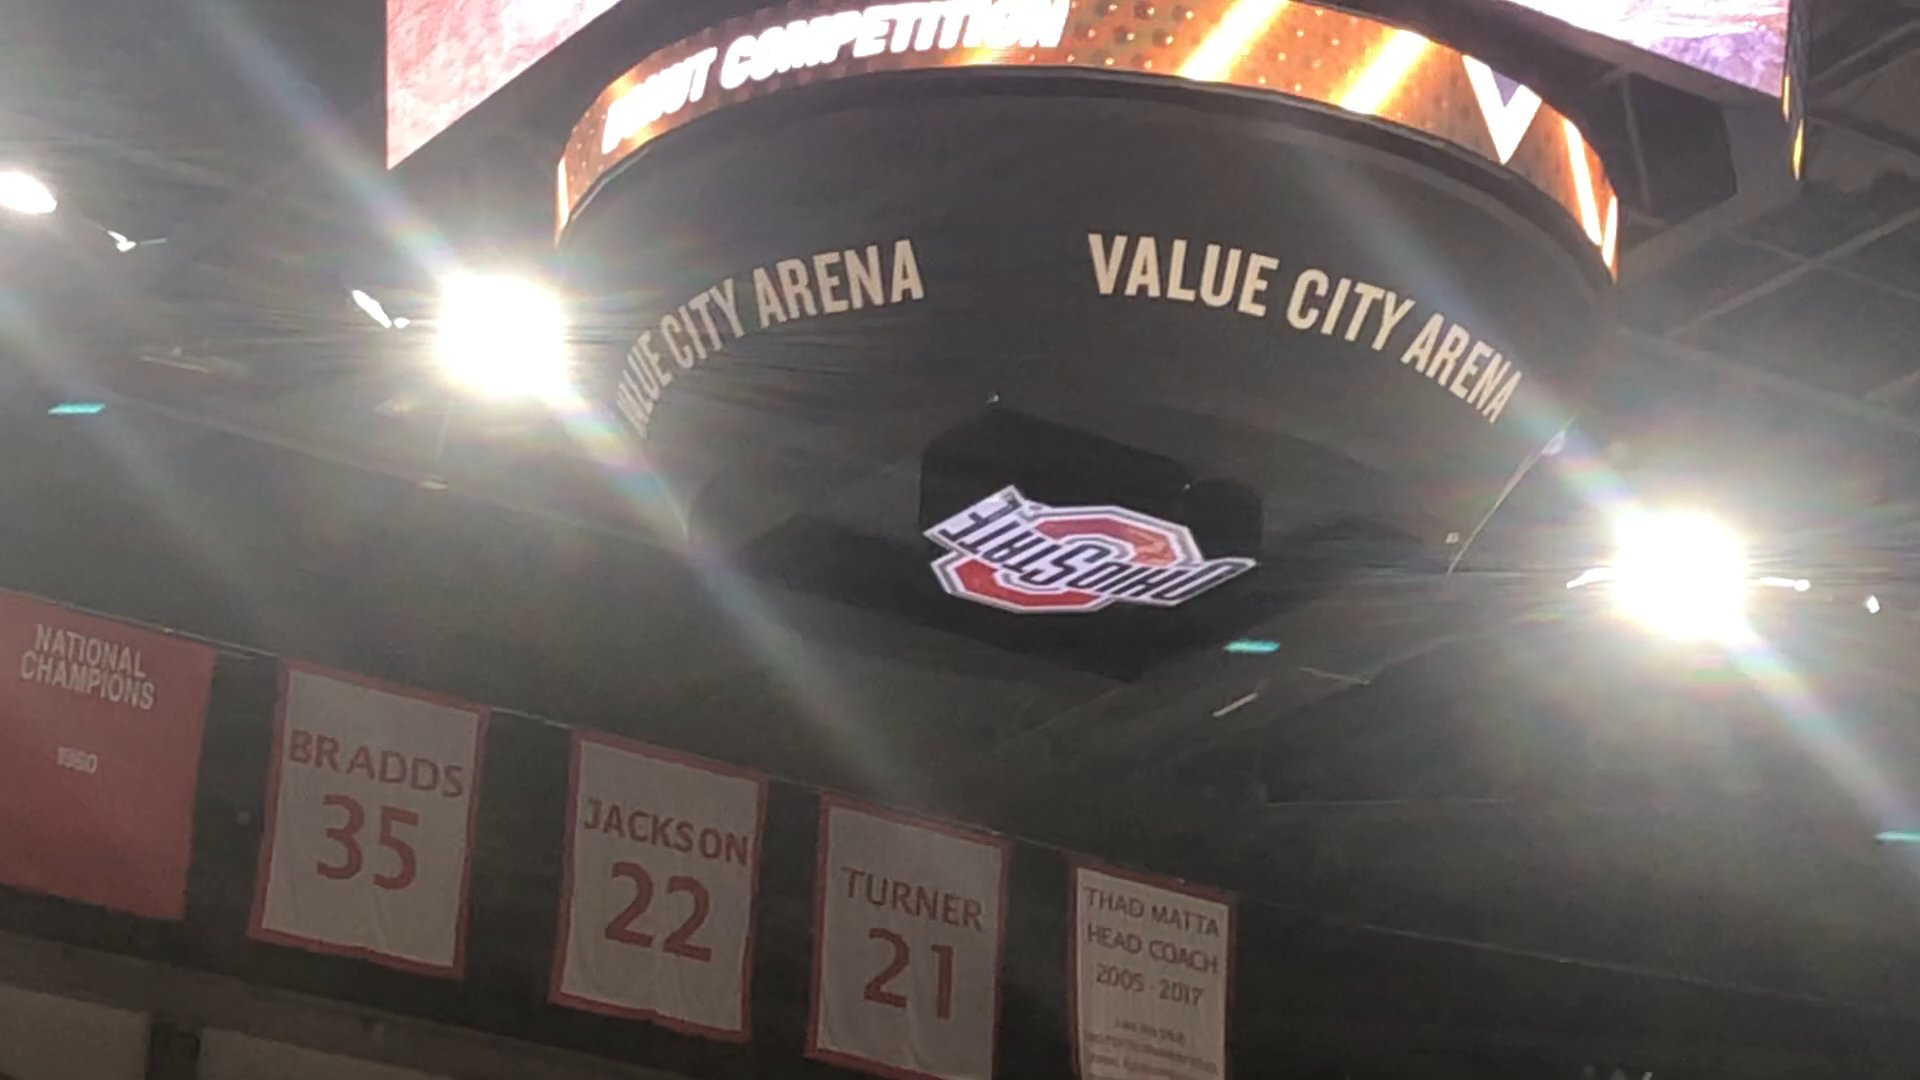 COMPETITION
VALUE CITY ARENA
VALUE CITY ARENA
OHIO STATE
NATIONAL
CHAMPIONS
1960
BRADDS
35
JACKSON
22
TURNER
21
THAD MATTA
HEAD COACH
2005 - 2017